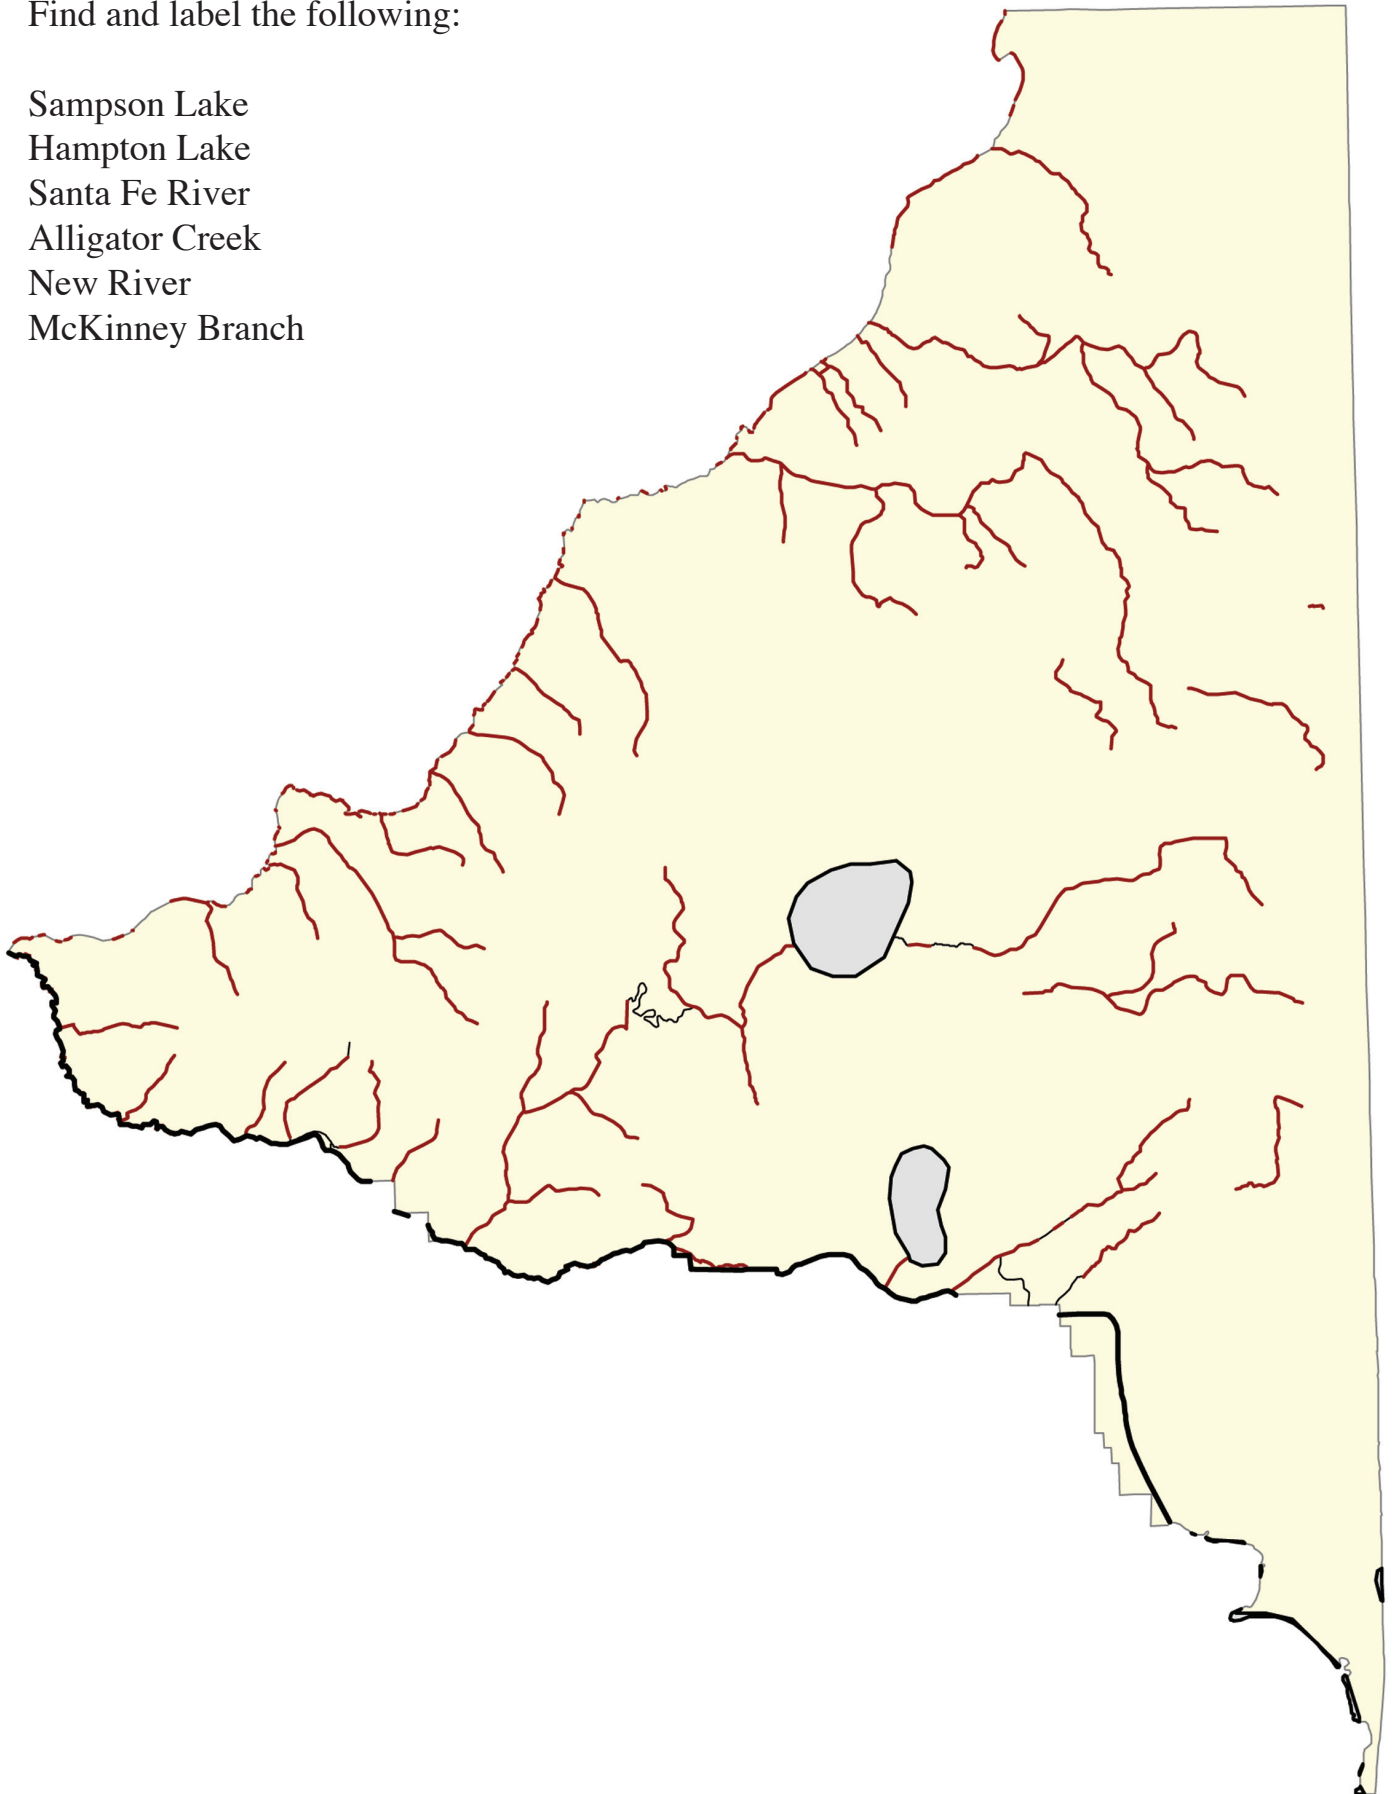 Find and label the following:
Sampson Lake
Hampton Lake
Santa Fe River
Alligator Creek
New River
McKinney Branch